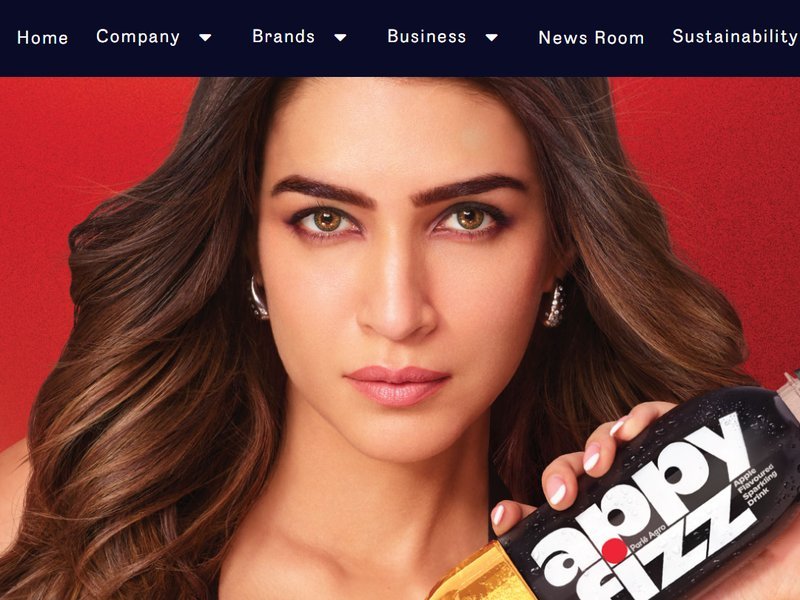 Home Company Brands Business News Room Sustainability
appy
fizz
Parle Agro
Apple
Flavoured
Sparkling
Drink